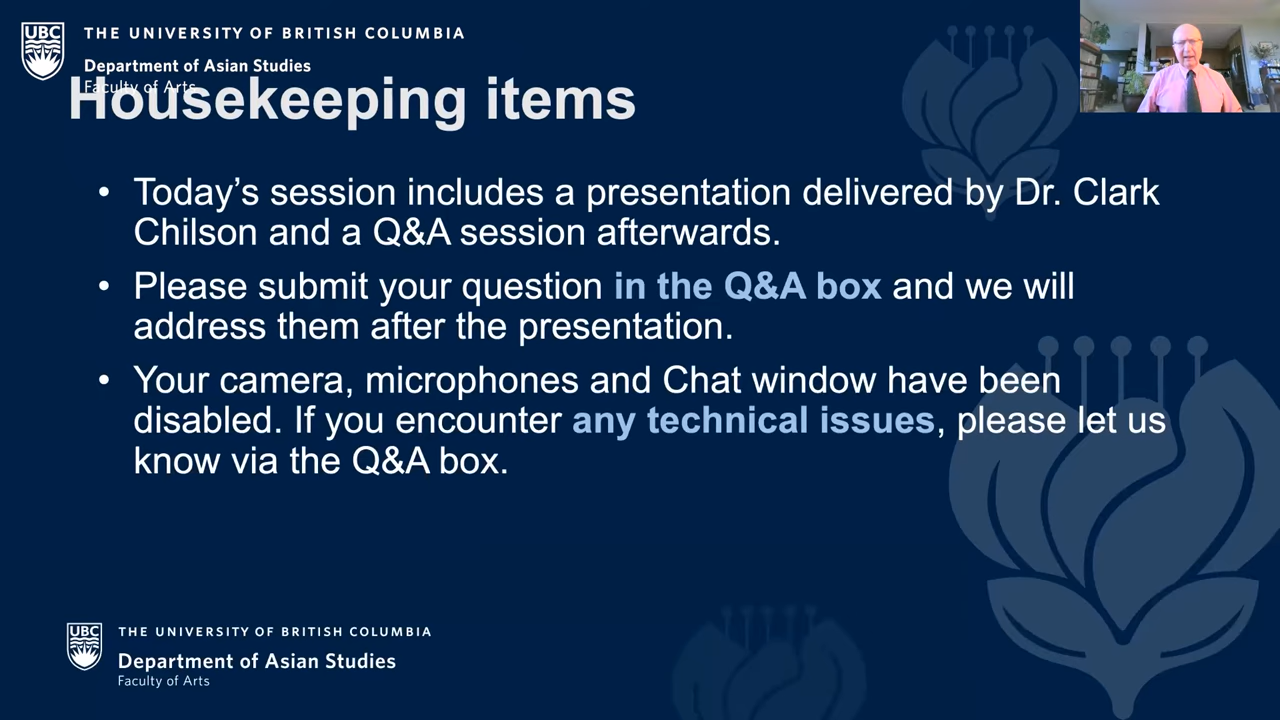 UBC
THE UNIVERSITY OF BRITISH COLUMBIA
Department of Asian Studies
Faculty of Arts
Housekeeping items
• Today’s session includes a presentation delivered by Dr. Clark
Chilson and a Q&A session afterwards.
• Please submit your question in the Q&A box and we will
address them after the presentation.
• Your camera, microphones and Chat window have been
disabled. If you encounter any technical issues, please let us
know via the Q&A box.
UBC
THE UNIVERSITY OF BRITISH COLUMBIA
Department of Asian Studies
Faculty of Arts